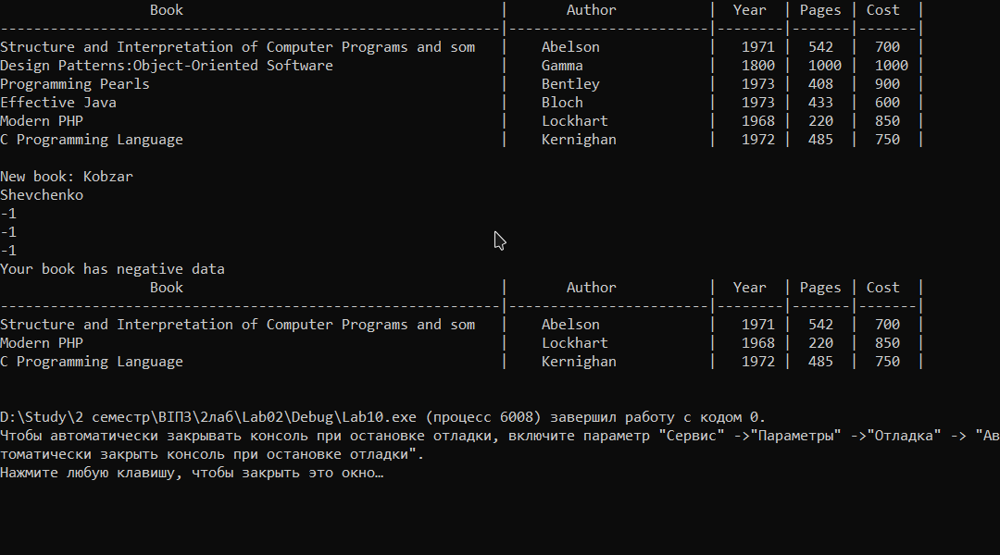 Book | Author | Year | Pages | Cost |
------------------------------------------------------------|------------------------|--------|-------|-------|
Structure and Interpretation of Computer Programs and som | Abelson | 1971 | 542 | 700 |
Design Patterns:Object-Oriented Software | Gamma | 1800 | 1000 | 1000 |
Programming Pearls | Bentley | 1973 | 408 | 900 |
Effective Java | Bloch | 1973 | 433 | 600 |
Modern PHP | Lockhart | 1968 | 220 | 850 |
C Programming Language | Kernighan | 1972 | 485 | 750 |
New book: Kobzar
Shevchenko
-1
-1
-1
Your book has negative data
Book | Author | Year | Pages | Cost |
------------------------------------------------------------|------------------------|--------|-------|-------|
Structure and Interpretation of Computer Programs and som | Abelson | 1971 | 542 | 700 |
Modern PHP | Lockhart | 1968 | 220 | 850 |
C Programming Language | Kernighan | 1972 | 485 | 750 |
D:\Study\2 семестр\ВІПЗ\2лаб\Lab02\Debug\Lab10.exe (процесс 6008) завершил работу с кодом 0.
Чтобы автоматически закрывать консоль при остановке отладки, включите параметр "Сервис" ->"Параметры" ->"Отладка" -> "Ав
томатически закрыть консоль при остановке отладки".
Нажмите любую клавишу, чтобы закрыть это окно…